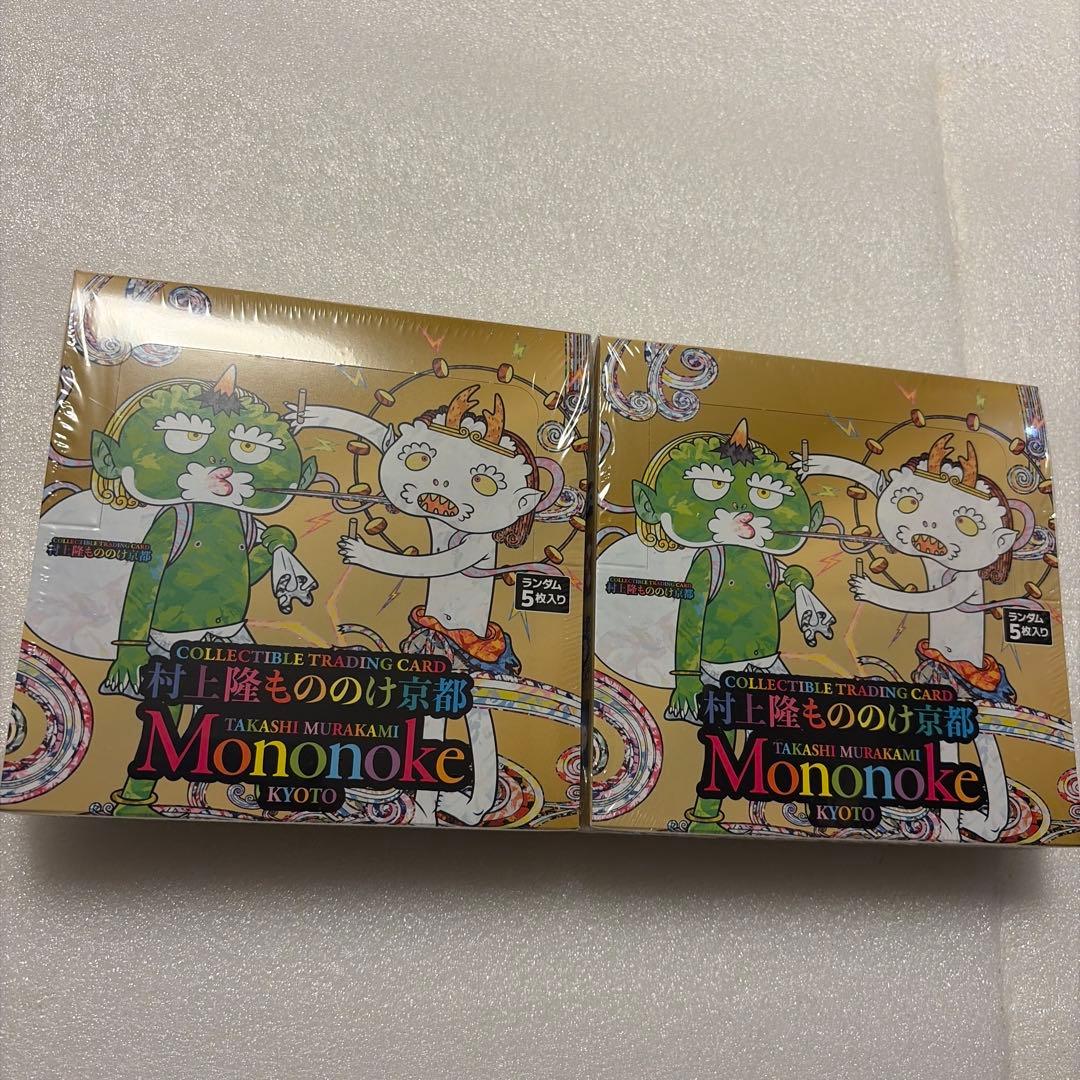 COLLECTIBLE TRADING CARD
村上隆もののけ京都
ランダム
5枚入り
COLLECTIBLE TRADING CARD
村上隆もののけ京都
TAKASHI MURAKAMI
Mononoke
KYOTO
COLLECTIBLE TRADING CARD
村上隆もののけ京都
ランダム
5枚入り
COLLECTIBLE TRADING CARD
村上隆もののけ京都
TAKASHI MURAKAMI
Mononoke
KYOTO